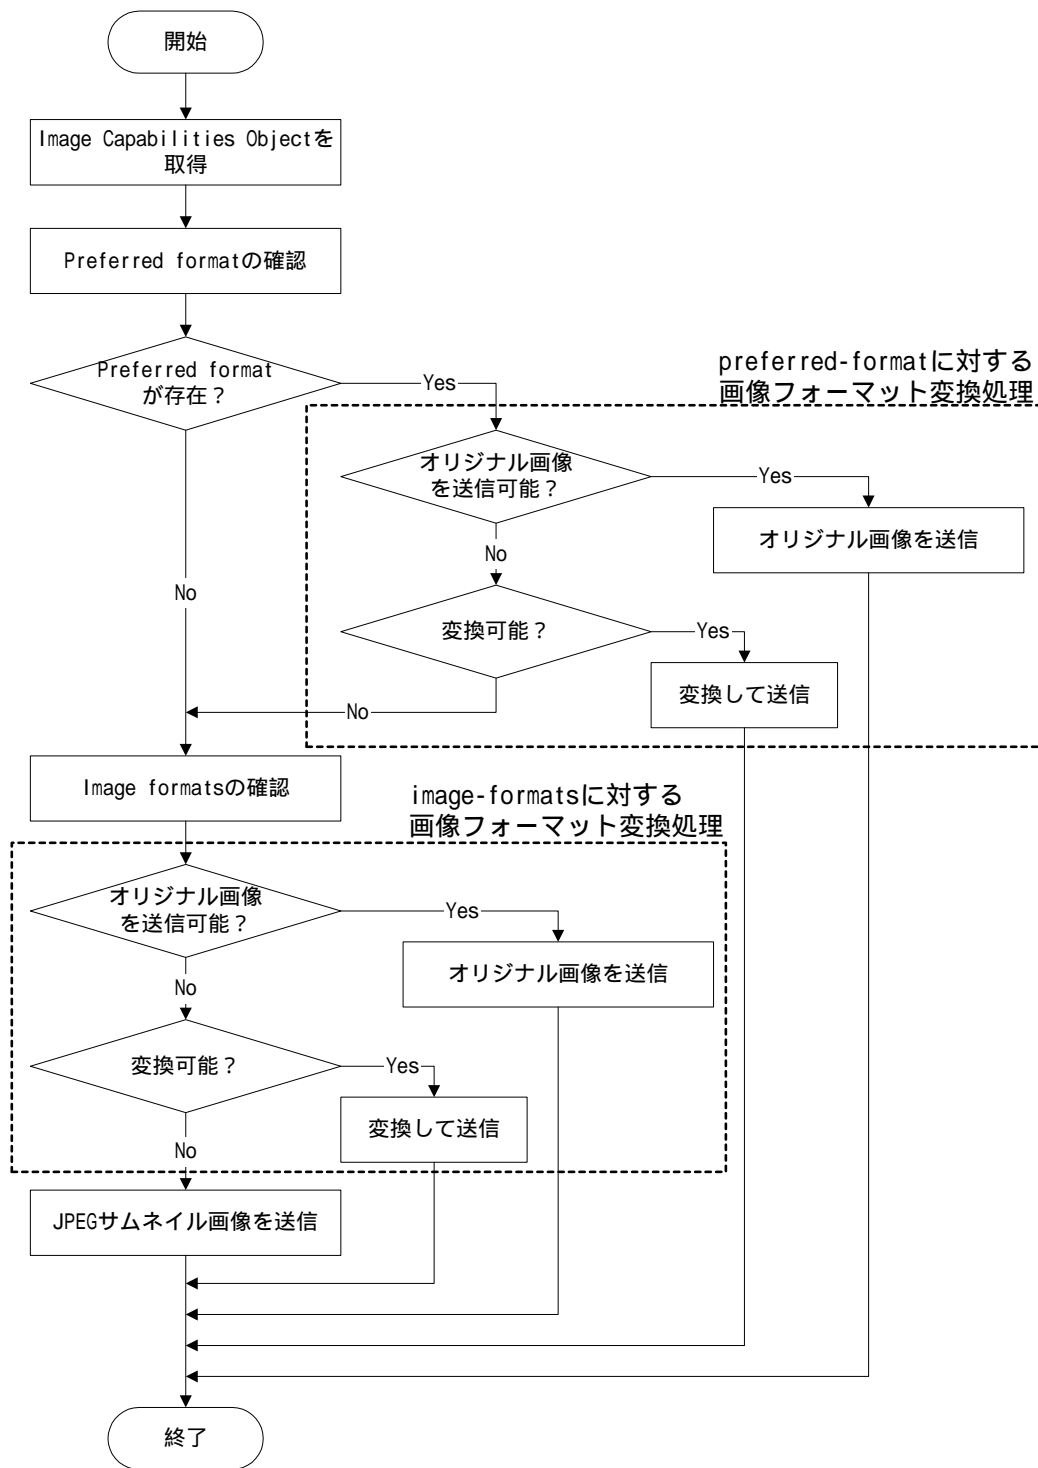 開始
Image Capabilities Objectを
取得
Preferred formatの確認
Preferred format
が存在？
Yes
preferred-formatに対する
画像フォーマット変換処理
オリジナル画像
を送信可能？
Yes
オリジナル画像を送信
No
No
変換可能？
Yes
変換して送信
No
Image formatsの確認
image-formatsに対する
画像フォーマット変換処理
オリジナル画像
を送信可能？
Yes
オリジナル画像を送信
No
変換可能？
Yes
変換して送信
No
JPEGサムネイル画像を送信
終了